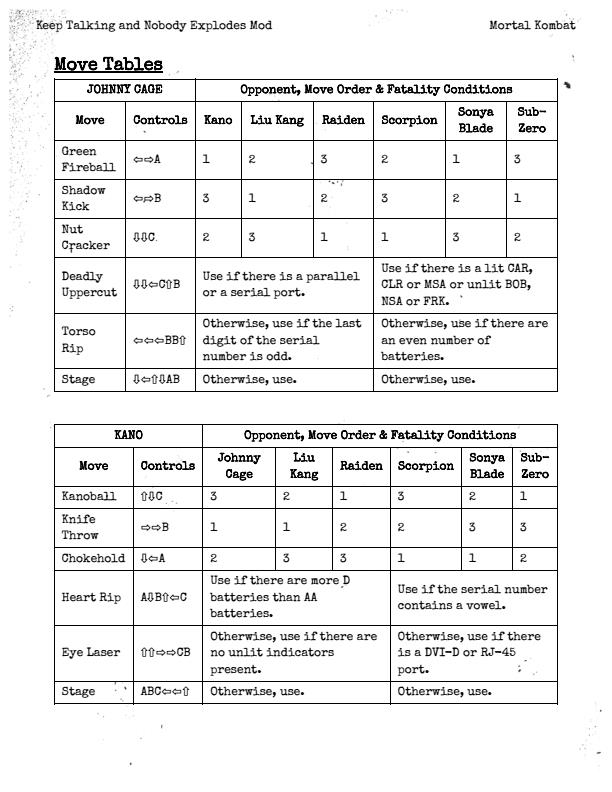 Keep Talking and Nobody Explodes Mod Mortal Kombat
Move Tables
JOHNNY CAGE Opponent, Move Order & Fatality Conditions
Move Controls Kano Liu Kang Raiden Scorpion Sonya Blade Sub-Zero
Green Fireball ⇦⇨A 1 2 3 2 1 3
Shadow Kick ⇦⇨B 3 1 2 3 2 1
Nut Cracker ⇩⇩C 2 3 1 1 3 2
Deadly Uppercut ⇩⇩⇦C⇧B Use if there is a parallel or a serial port. Use if there is a lit CAR, CLR or MSA or unlit BOB, NSA or FRK.
Torso Rip ⇦⇦⇦BB⇧ Otherwise, use if the last digit of the serial number is odd. Otherwise, use if there are an even number of batteries.
Stage ⇩⇦⇧⇩AB Otherwise, use. Otherwise, use.
KANO Opponent, Move Order & Fatality Conditions
Move Controls Johnny Cage Liu Kang Raiden Scorpion Sonya Blade Sub-Zero
Kanoball ⇧⇩C 3 2 1 3 2 1
Knife Throw ⇨⇨B 1 1 2 2 3 3
Chokehold ⇩⇦A 2 3 3 1 1 2
Heart Rip A⇩B⇧⇦C Use if there are more D batteries than AA batteries. Use if the serial number contains a vowel.
Eye Laser ⇧⇧⇨⇨CB Otherwise, use if there are no unlit indicators present. Otherwise, use if there is a DVI-D or RJ-45 port.
Stage ABC⇦⇦⇧ Otherwise, use. Otherwise, use.